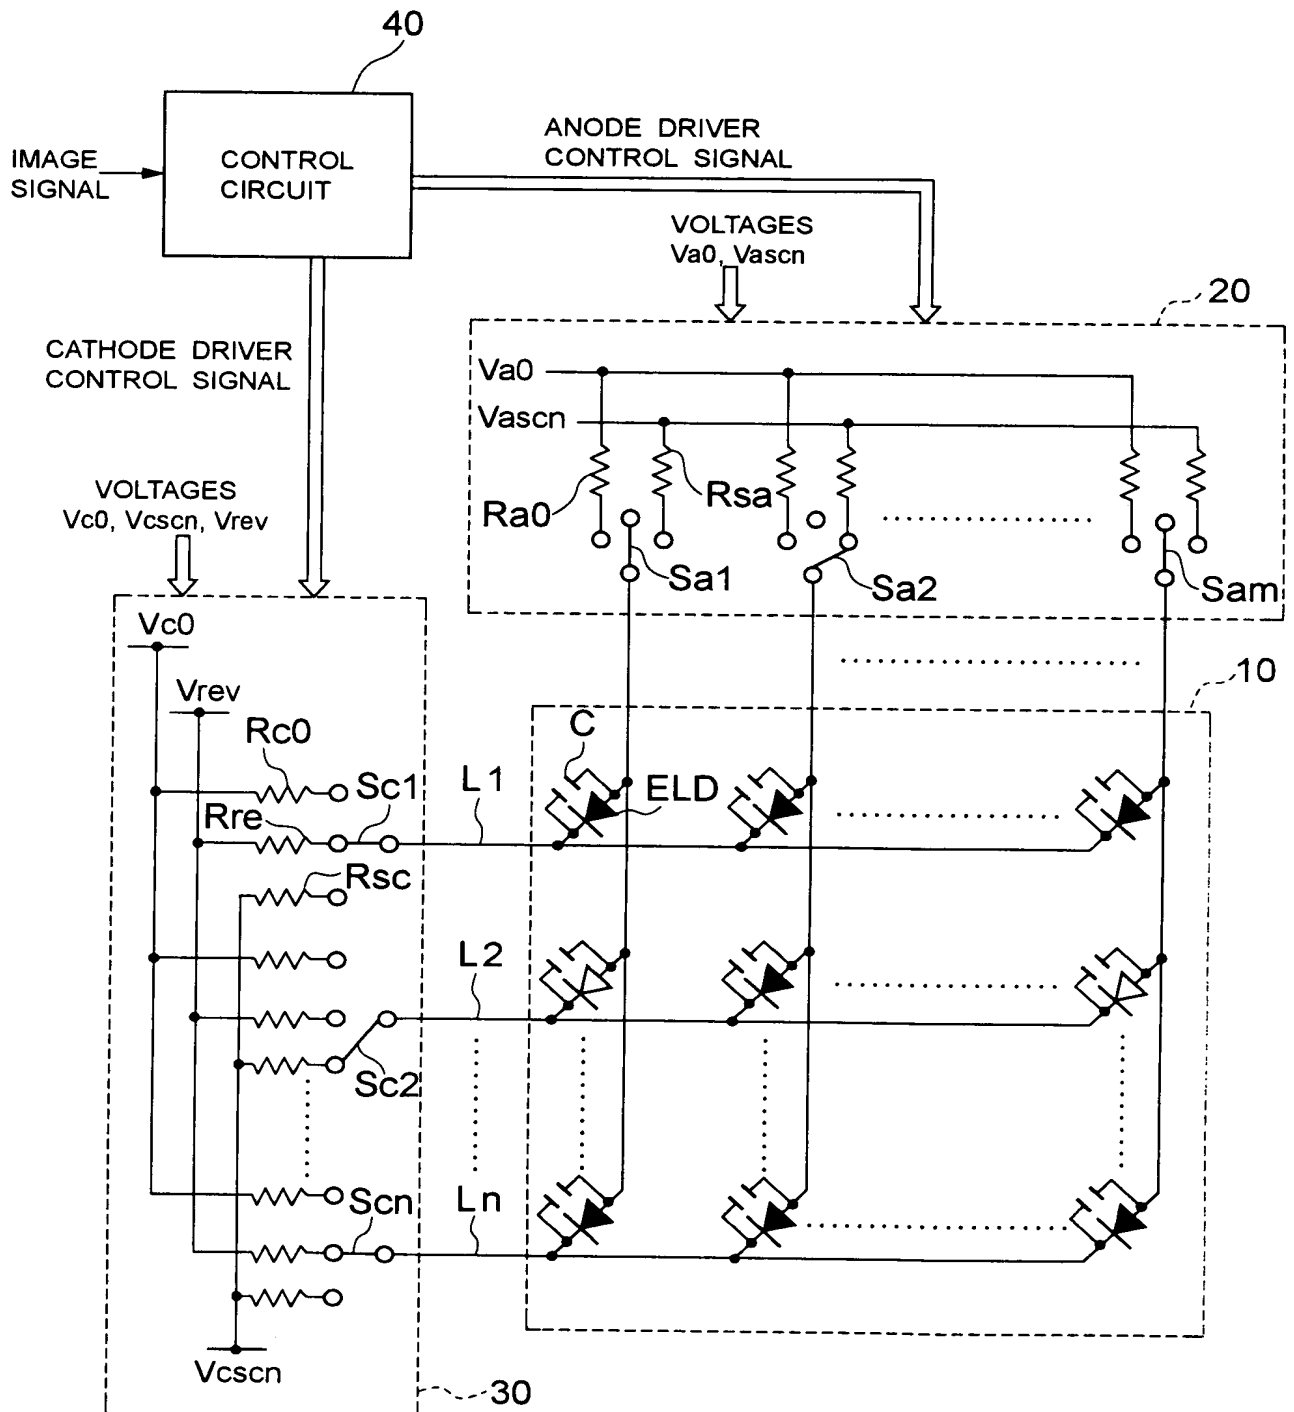 40
IMAGE
SIGNAL
CONTROL
CIRCUIT
ANODE DRIVER
CONTROL SIGNAL
VOLTAGES
Va0, Vascn
20
CATHODE DRIVER
CONTROL SIGNAL
Va0
Vascn
Ra0
Rsa
VOLTAGES
Vc0, Vcscn, Vrev
Sa1
Sa2
Sam
Vc0
10
Vrev
Rc0
C
Sc1
L1
ELD
Rre
Rsc
L2
Sc2
Scn
Ln
Vcscn
30